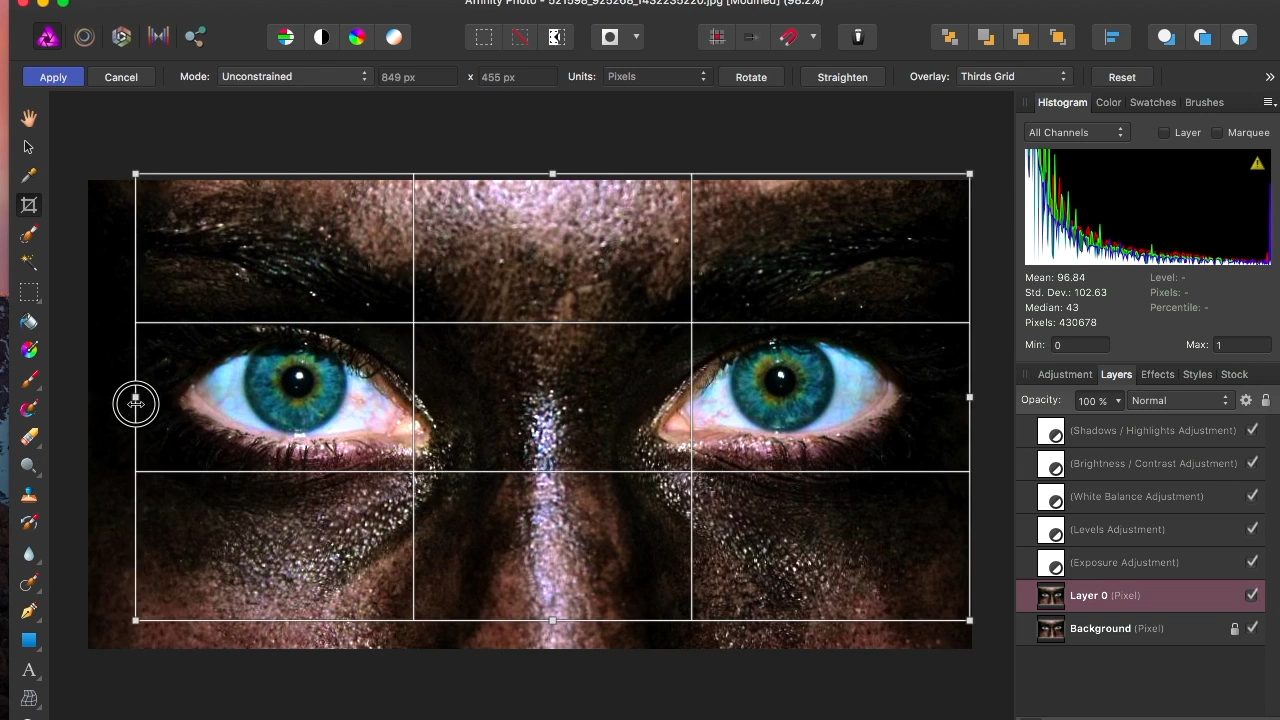 Affinity Photo - 521598_925268_1432235220.jpg [Modified] (98.2%)
Apply Cancel Mode: Unconstrained 849 px x 455 px Units: Pixels Rotate Straighten Overlay: Thirds Grid Reset
Histogram Color Swatches Brushes
All Channels Layer Marquee
Mean: 96.84 Level: -
Std. Dev.: 102.63 Pixels: -
Median: 43 Percentile: -
Pixels: 430678
Min: 0 Max: 1
Adjustment Layers Effects Styles Stock
Opacity: 100 % Normal
(Shadows / Highlights Adjustment)
(Brightness / Contrast Adjustment)
(White Balance Adjustment)
(Levels Adjustment)
(Exposure Adjustment)
Layer 0 (Pixel)
Background (Pixel)